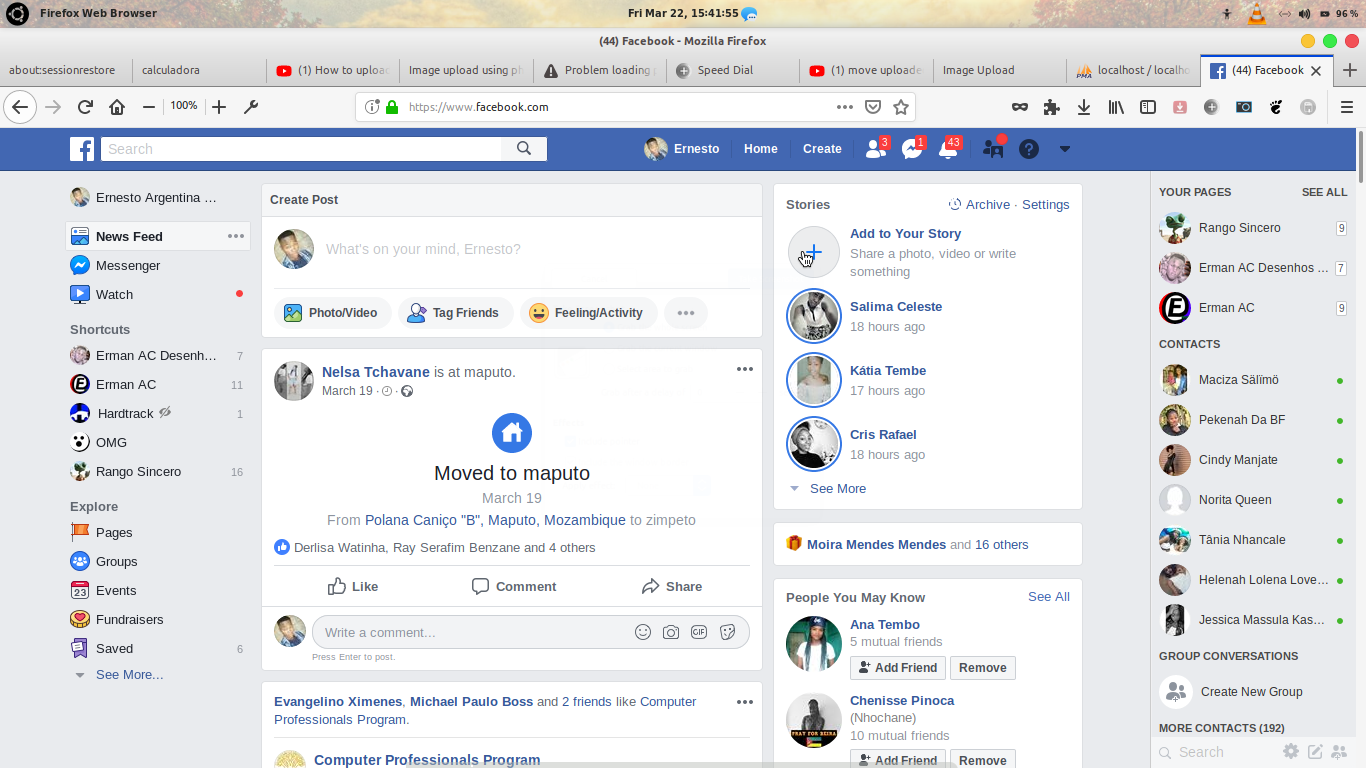 Firefox Web Browser
Fri Mar 22, 15:41:55
96 %
(44) Facebook - Mozilla Firefox
about:sessionrestore
calculadora
(1) How to uploa
Image upload using ph
Problem loading
Speed Dial
(1) move uploade
Image Upload
localhost / localho
(44) Facebook
100%
https://www.facebook.com
Search
Ernesto
Home
Create
3
1
43
Ernesto Argentina ...
News Feed
Messenger
Watch
Shortcuts
Erman AC Desenh... 7
Erman AC 11
Hardtrack 1
OMG
Rango Sincero 16
Explore
Pages
Groups
23 Events
Fundraisers
Saved 6
See More...
Create Post
What's on your mind, Ernesto?
Photo/Video
Tag Friends
Feeling/Activity
Nelsa Tchavane is at maputo.
March 19
Moved to maputo
March 19
From Polana Caniço "B", Maputo, Mozambique to zimpeto
Derlisa Watinha, Ray Serafim Benzane and 4 others
Like
Comment
Share
Write a comment...
GIF
Press Enter to post.
Evangelino Ximenes, Michael Paulo Boss and 2 friends like Computer
Professionals Program.
Computer Professionals Program
Stories
Archive · Settings
Add to Your Story
Share a photo, video or write
something
Salima Celeste
18 hours ago
Kátia Tembe
17 hours ago
Cris Rafael
18 hours ago
See More
Moira Mendes Mendes and 16 others
People You May Know
See All
Ana Tembo
5 mutual friends
Add Friend
Remove
Chenisse Pinoca
(Nhochane)
10 mutual friends
PRAY FOR BEIRA
Add Friend
Remove
YOUR PAGES
SEE ALL
Rango Sincero 9
Erman AC Desenhos ... 7
Erman AC 9
CONTACTS
Maciza Sälïmö
Pekenah Da BF
Cindy Manjate
Norita Queen
Tânia Nhancale
Helenah Lolena Love...
Jessica Massula Kas...
GROUP CONVERSATIONS
Create New Group
MORE CONTACTS (192)
Search